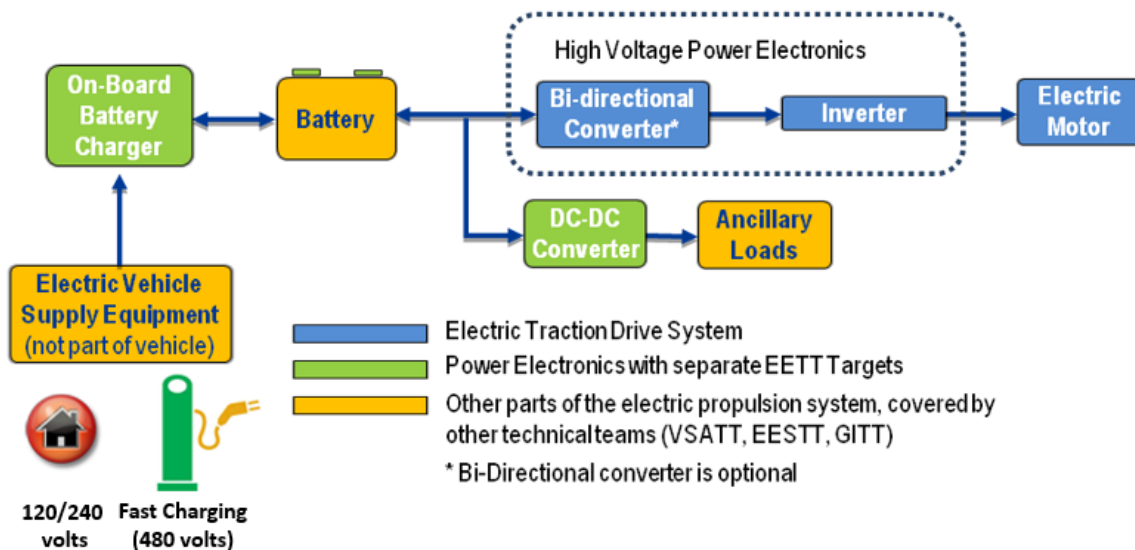 High Voltage Power Electronics
On-Board
Battery
Charger
Battery
Bi-directional
Converter*
Inverter
Electric
Motor
DC-DC
Converter
Ancillary
Loads
Electric Vehicle
Supply Equipment
(not part of vehicle)
Electric Traction Drive System
Power Electronics with separate EETT Targets
Other parts of the electric propulsion system, covered by
other technical teams (VSATT, EESTT, GITT)
* Bi-Directional converter is optional
120/240
volts
Fast Charging
(480 volts)